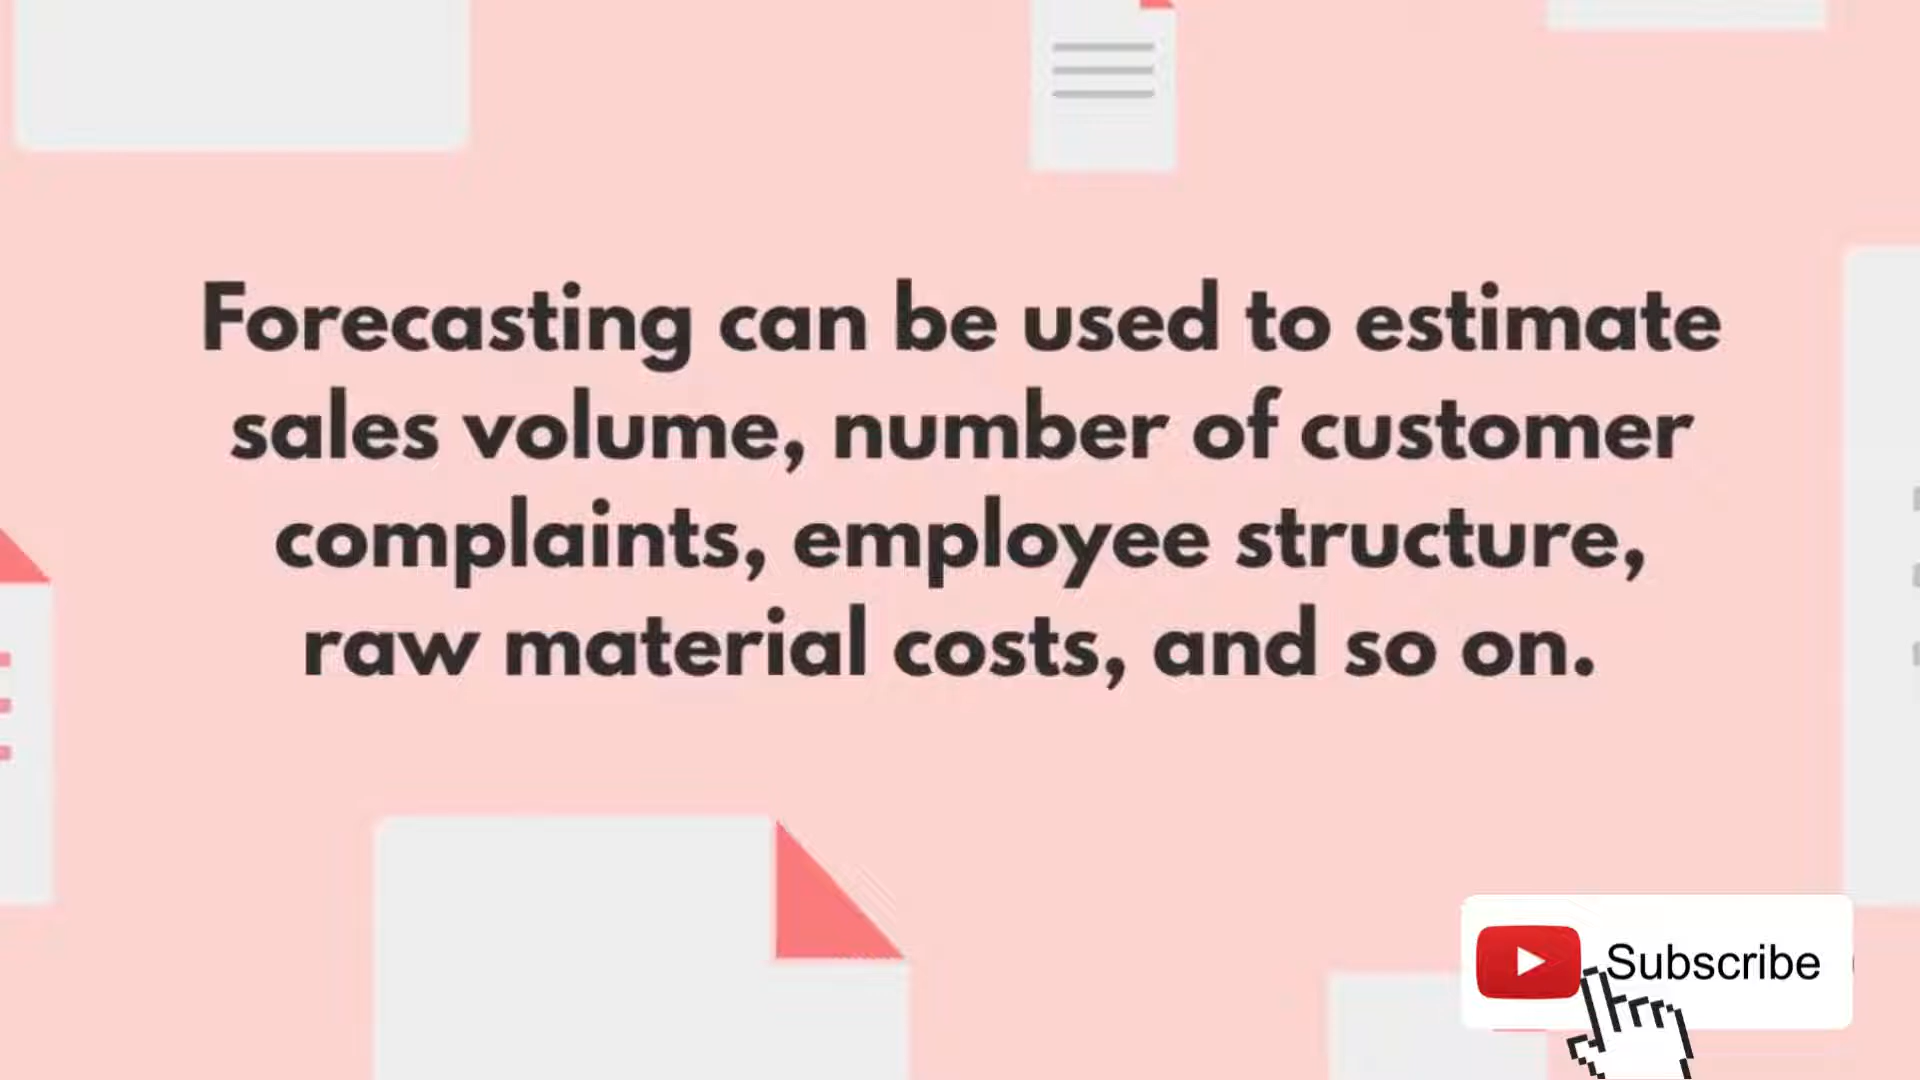 Forecasting can be used to estimate
sales volume, number of customer
complaints, employee structure,
raw material costs, and so on.
Subscribe